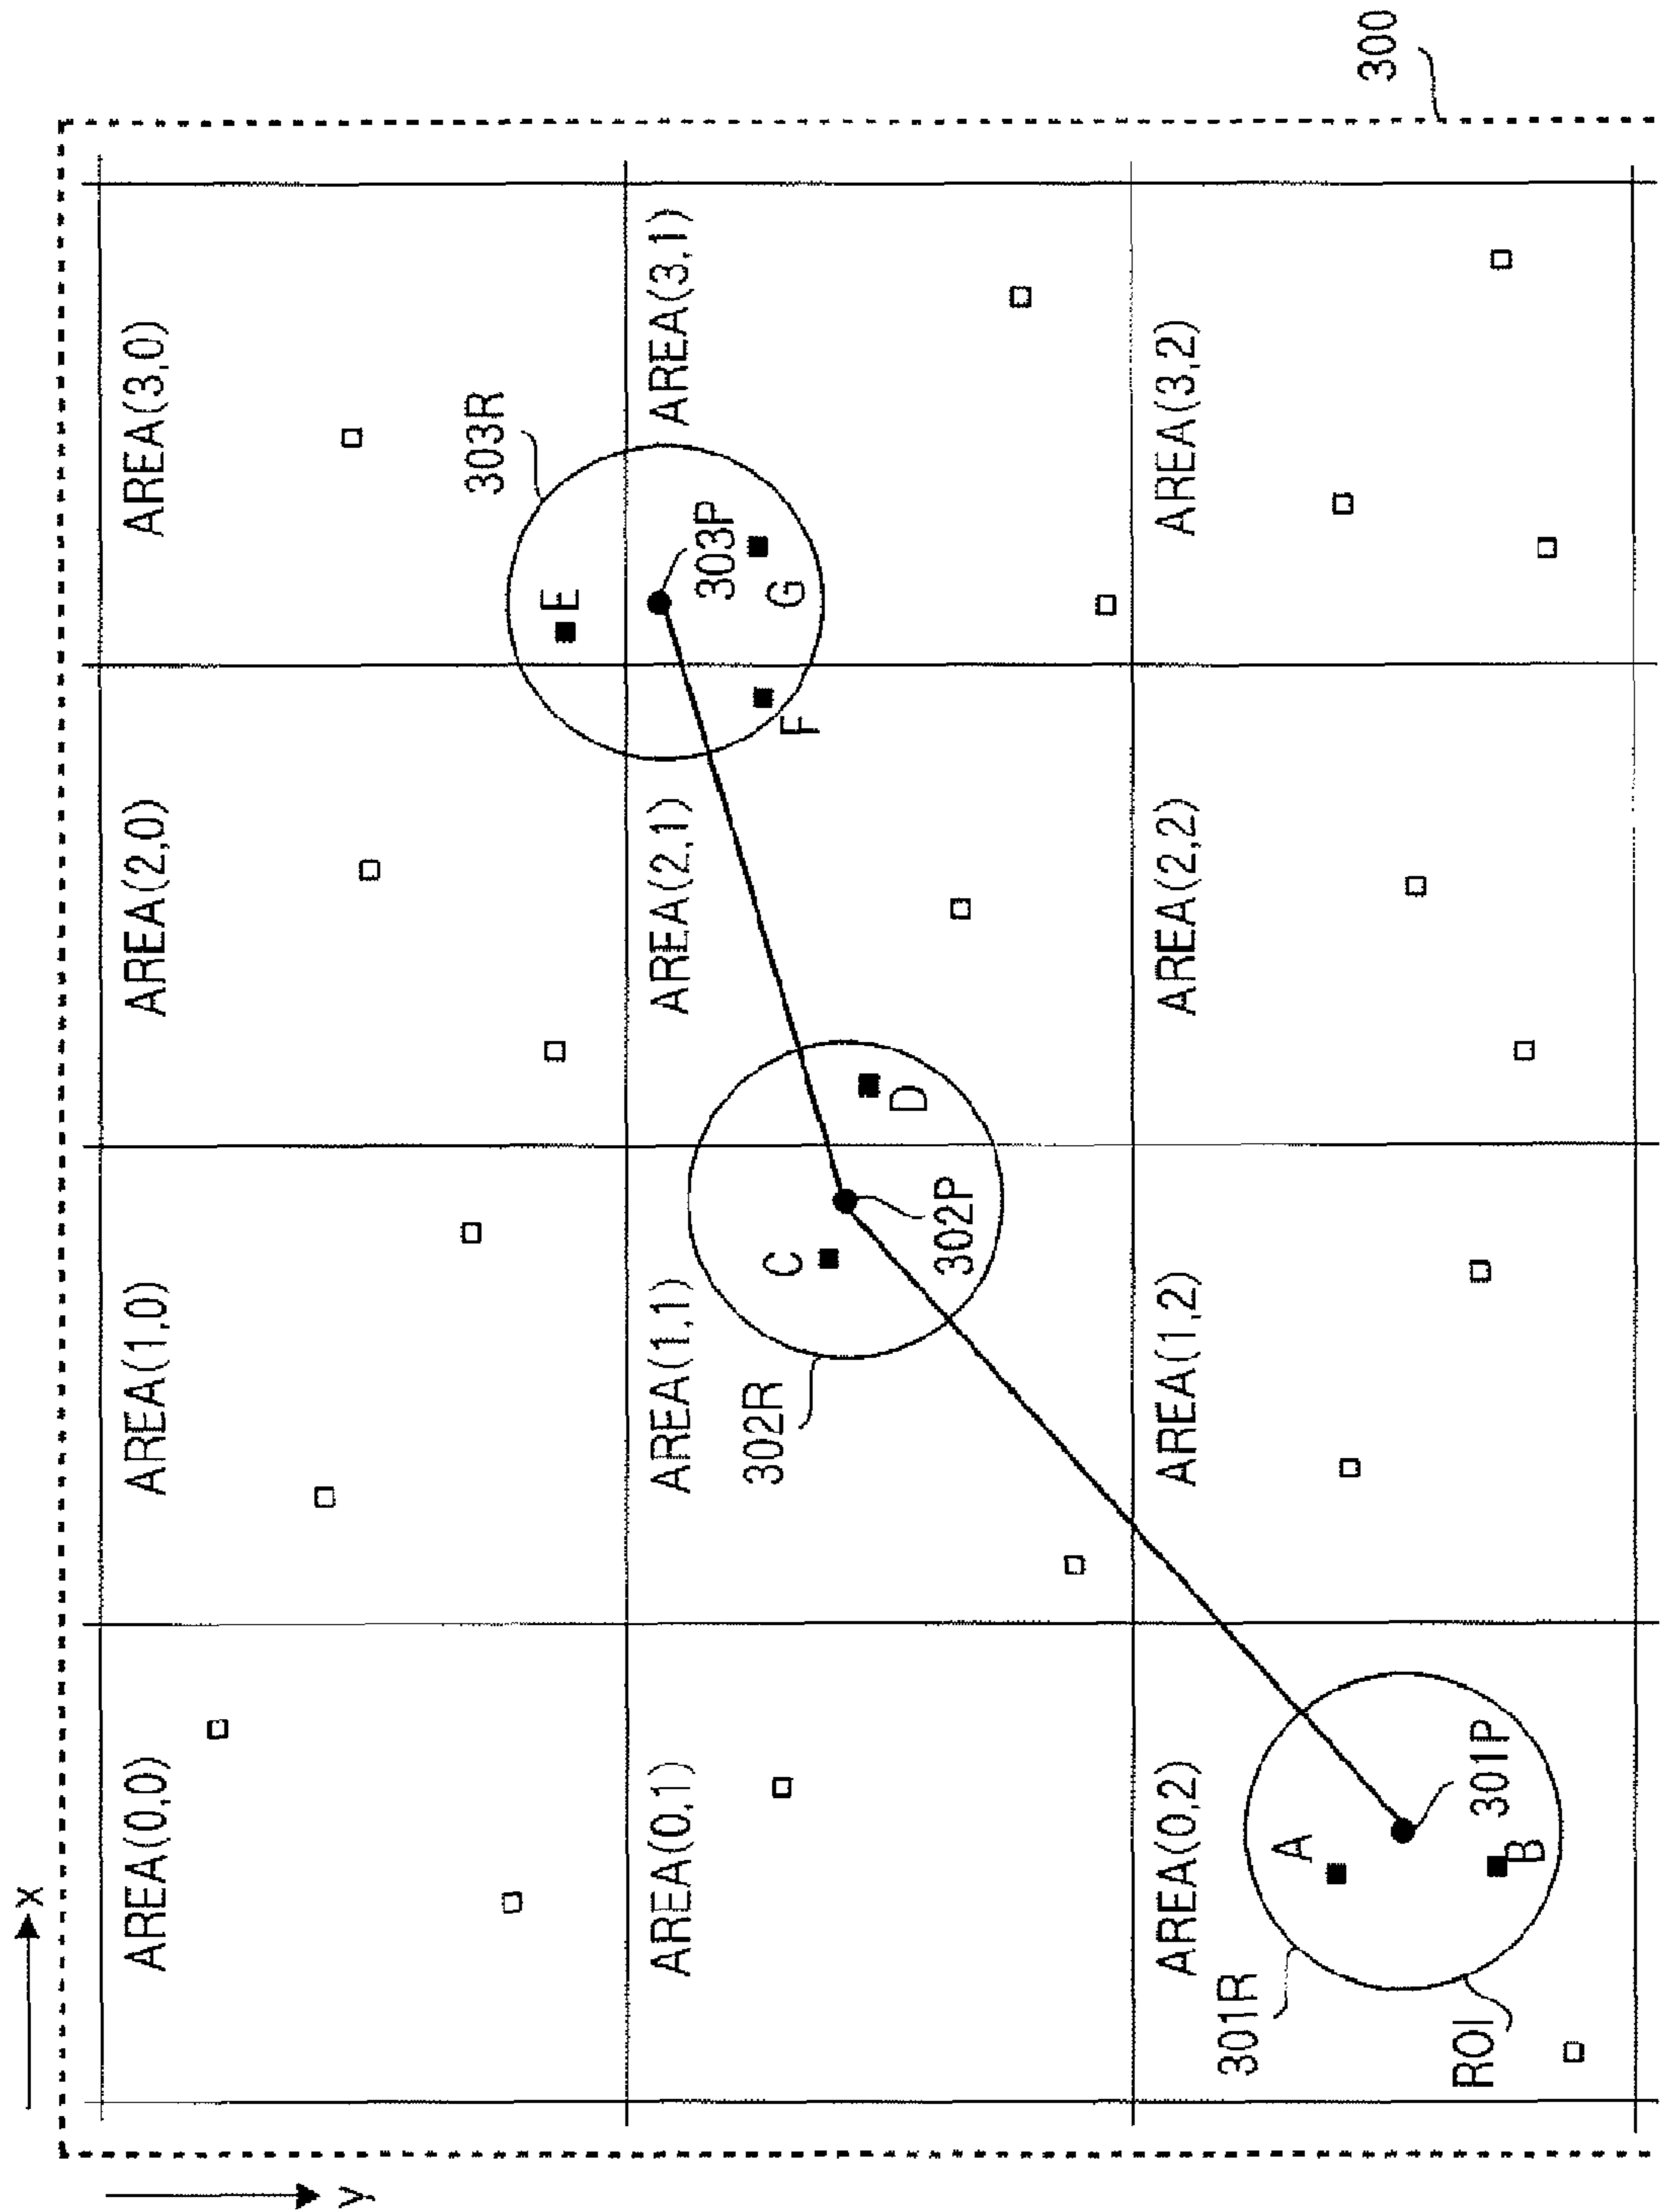 x
y
AREA(0,0)
AREA(1,0)
AREA(2,0)
AREA(3,0)
303R
E
AREA(0,1)
AREA(1,1)
AREA(2,1)
AREA(3,1)
303P
302R
C
F
G
D
302P
AREA(0,2)
AREA(1,2)
AREA(2,2)
AREA(3,2)
301R
A
300
ROI
301P
B